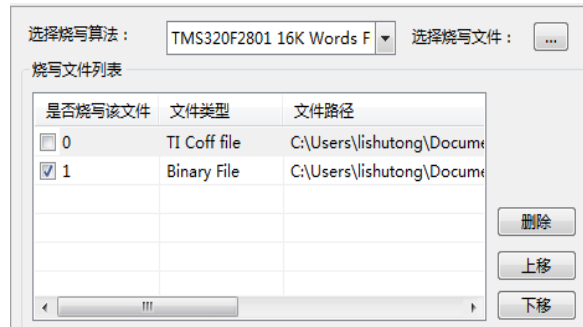 选择烧写算法： TMS320F2801 16K Words F 选择烧写文件： ...
烧写文件列表
是否烧写该文件 文件类型 文件路径
0 TI Coff file C:\Users\lishutong\Docume
1 Binary File C:\Users\lishutong\Docume
删除
上移
下移